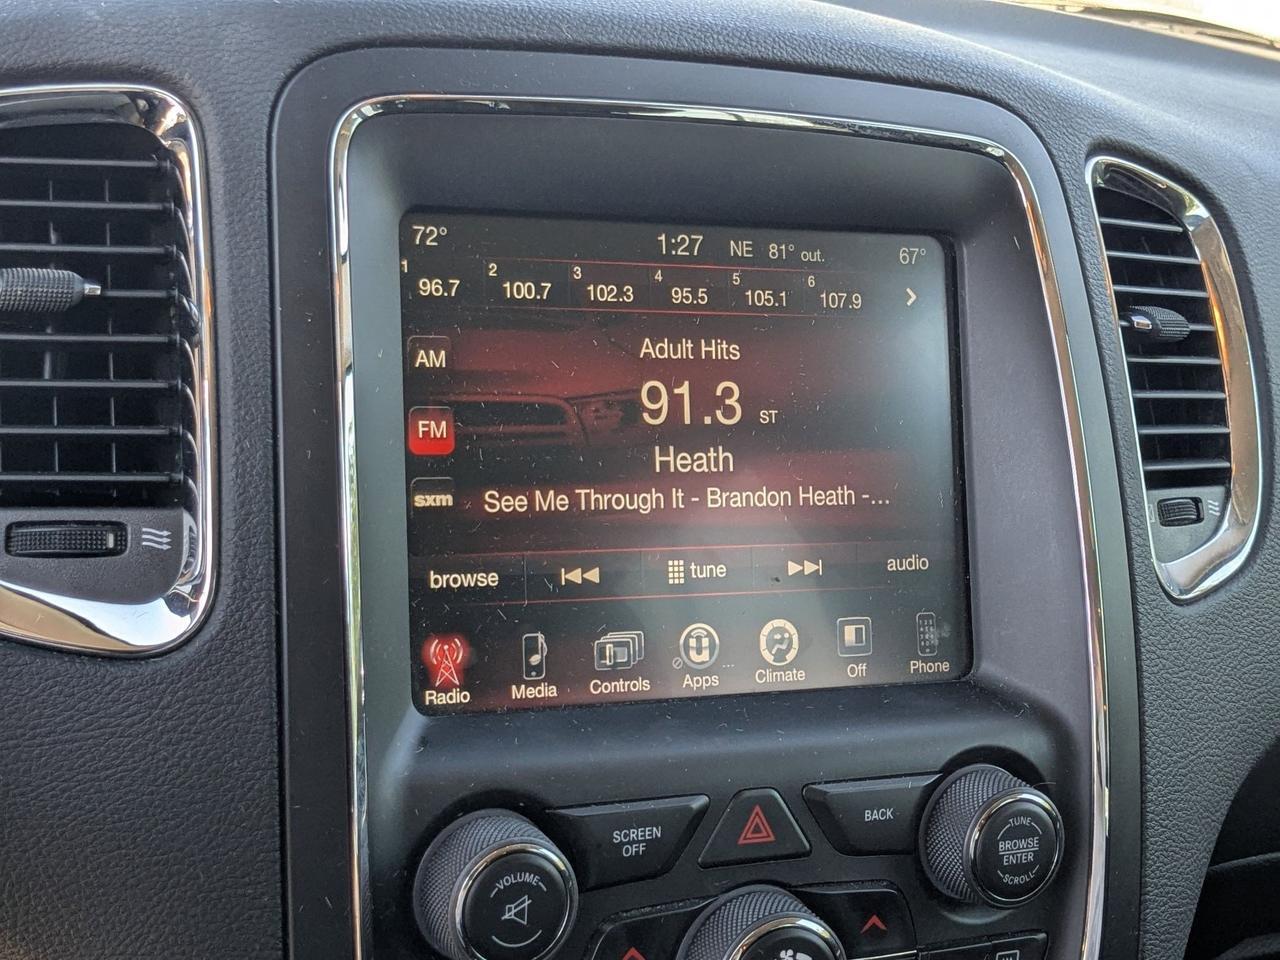 72° 1:27 NE 81° out. 67°
1 96.7 2 100.7 3 102.3 4 95.5 5 105.1 6 107.9
AM
Adult Hits
91.3 ST
FM
Heath
sxm
See Me Through It - Brandon Heath -...
browse tune audio
Radio Media Controls Apps ... Climate Off Phone
SCREEN OFF
BACK
TUNE
BROWSE
ENTER
SCROLL
VOLUME